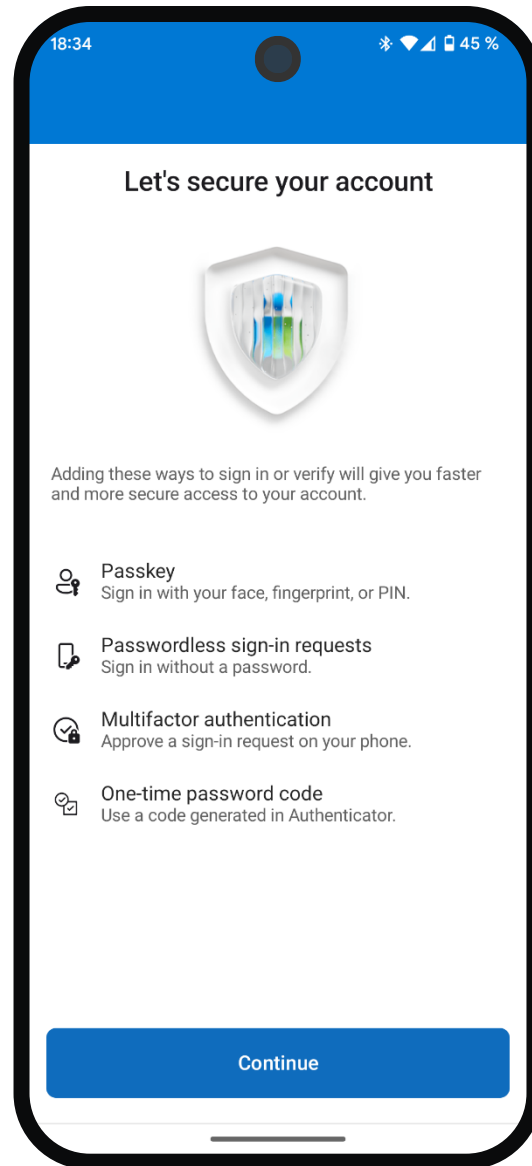 18:34 45 %
Let's secure your account
Adding these ways to sign in or verify will give you faster
and more secure access to your account.
Passkey
Sign in with your face, fingerprint, or PIN.
Passwordless sign-in requests
Sign in without a password.
Multifactor authentication
Approve a sign-in request on your phone.
One-time password code
Use a code generated in Authenticator.
Continue